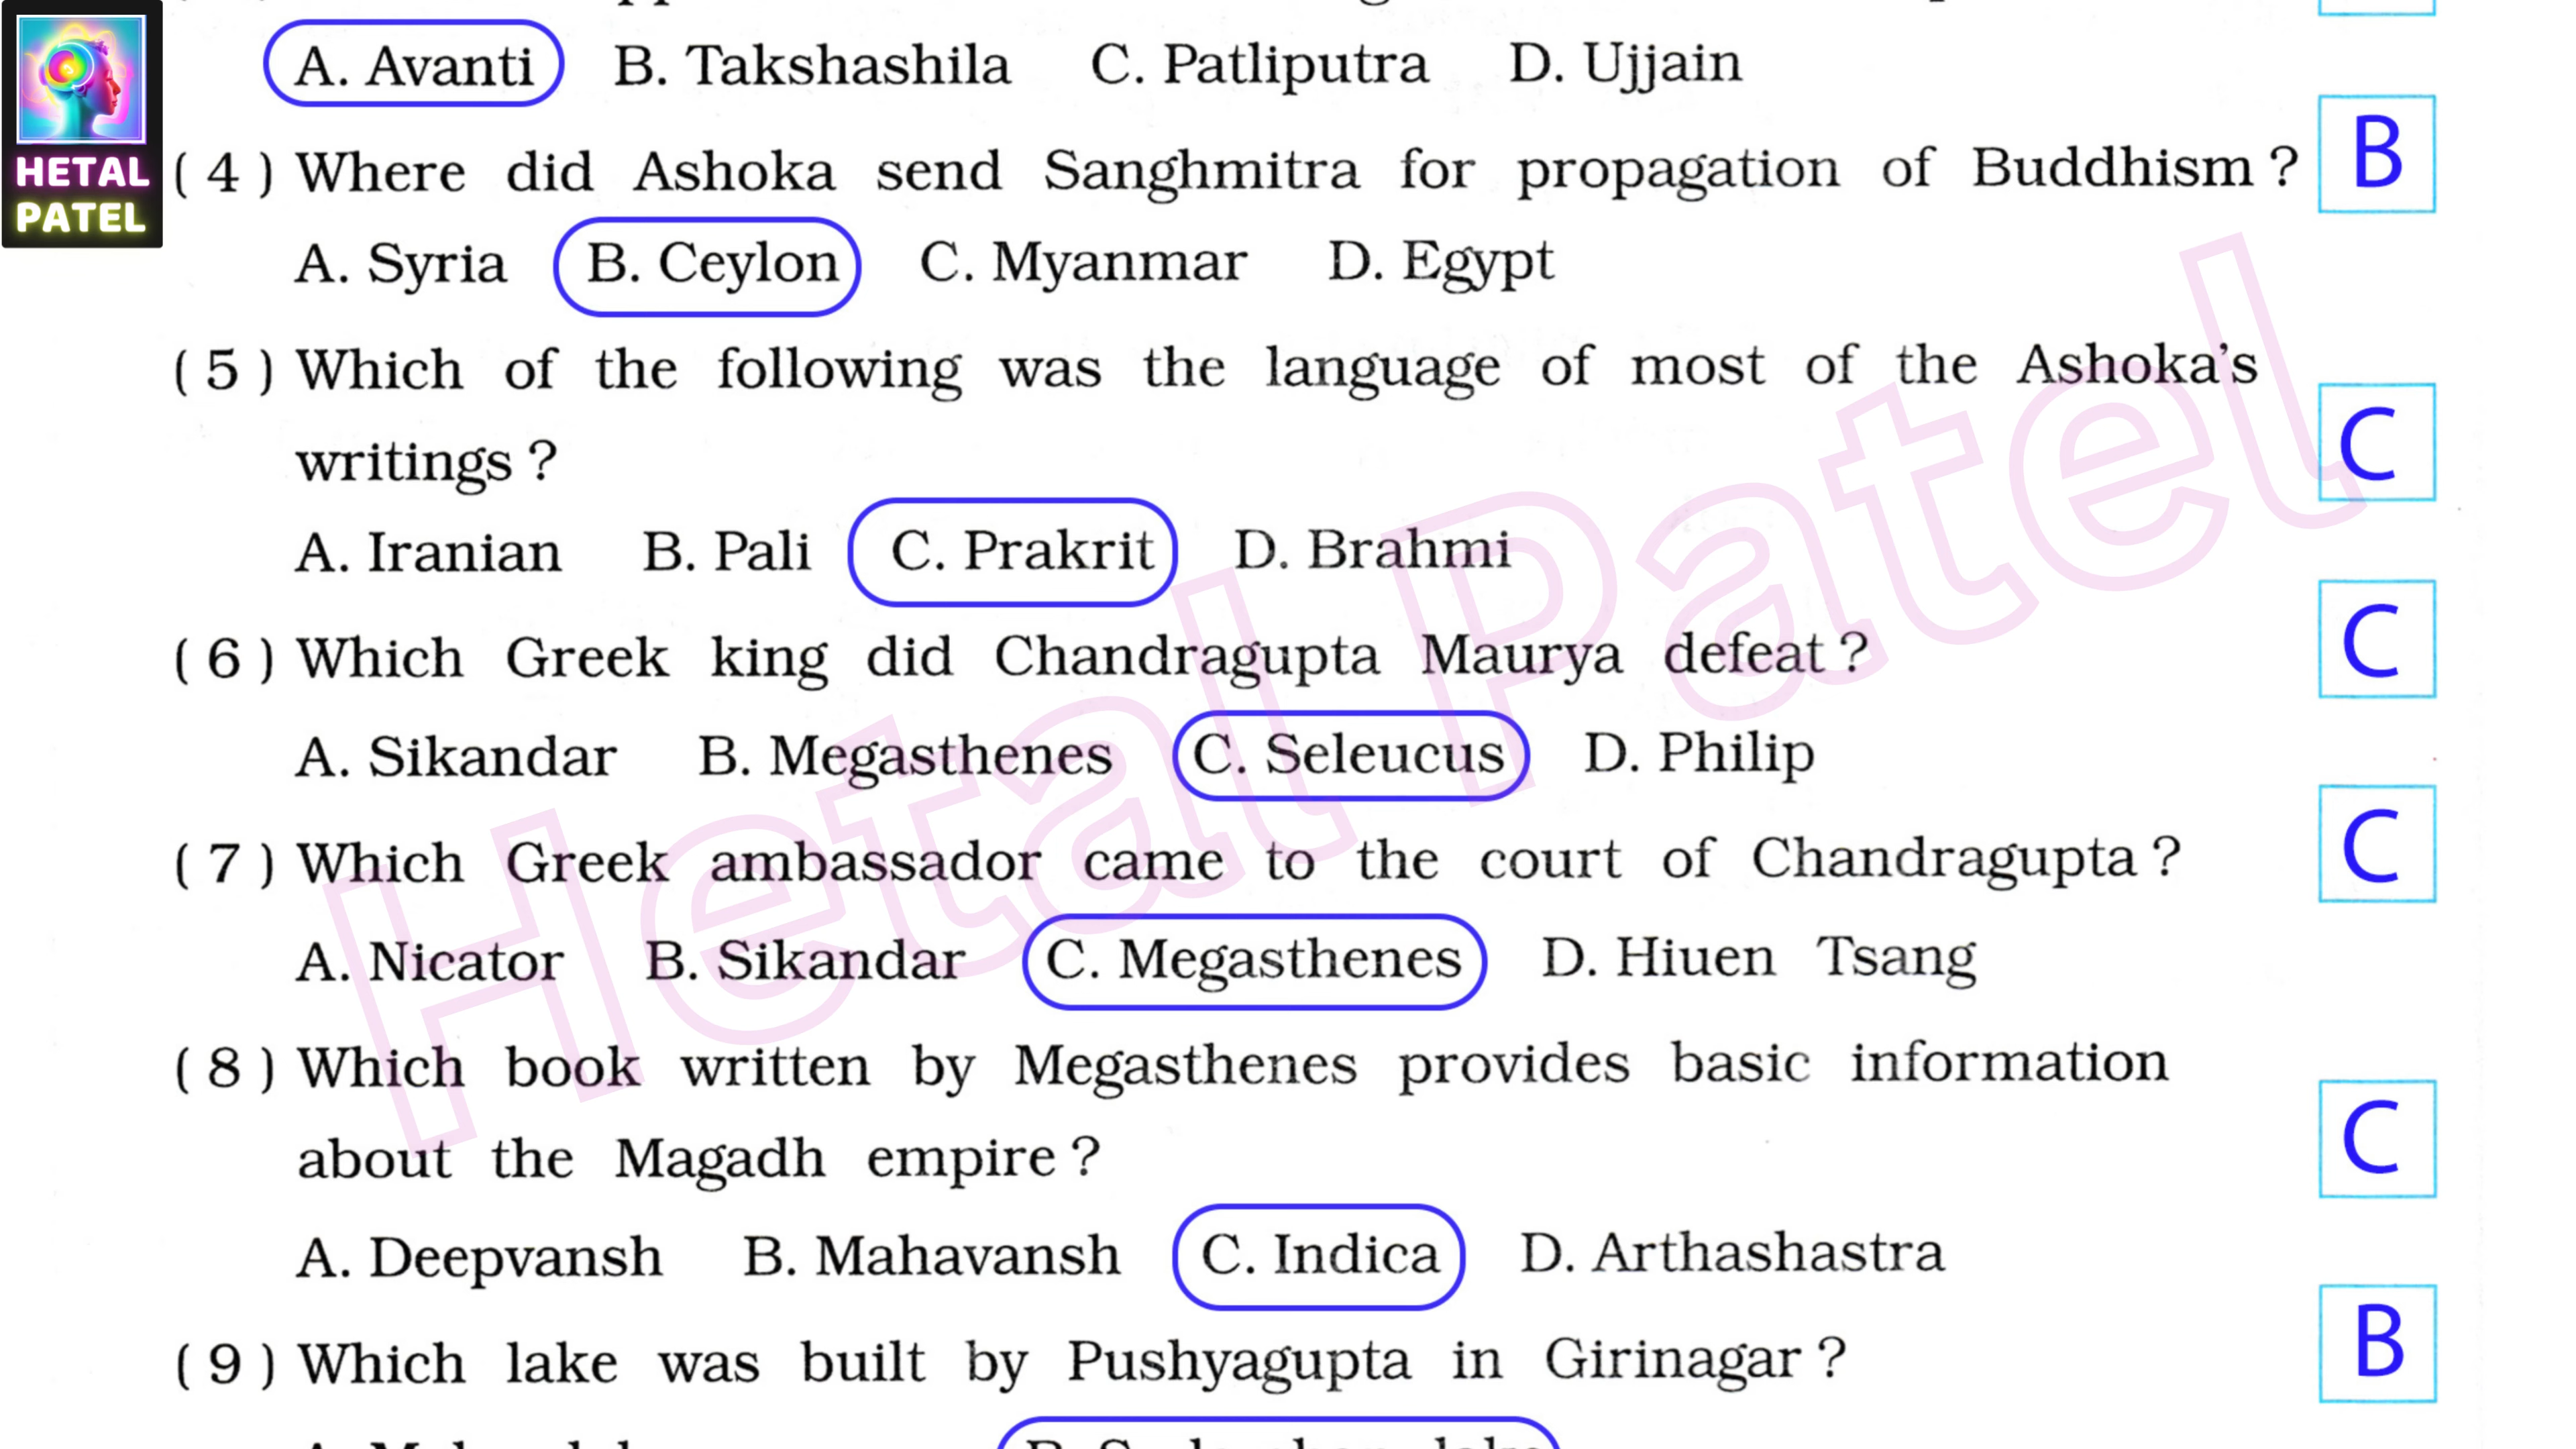 HETAL
PATEL
A. Avanti B. Takshashila C. Patliputra D. Ujjain
( 4 ) Where did Ashoka send Sanghmitra for propagation of Buddhism ? B
A. Syria B. Ceylon C. Myanmar D. Egypt
( 5 ) Which of the following was the language of most of the Ashoka's
writings ? C
A. Iranian B. Pali C. Prakrit D. Brahmi
( 6 ) Which Greek king did Chandragupta Maurya defeat ? C
A. Sikandar B. Megasthenes C. Seleucus D. Philip
( 7 ) Which Greek ambassador came to the court of Chandragupta ? C
A. Nicator B. Sikandar C. Megasthenes D. Hiuen Tsang
( 8 ) Which book written by Megasthenes provides basic information
about the Magadh empire ? C
A. Deepvansh B. Mahavansh C. Indica D. Arthashastra
( 9 ) Which lake was built by Pushyagupta in Girinagar ? B
Hetal Patel